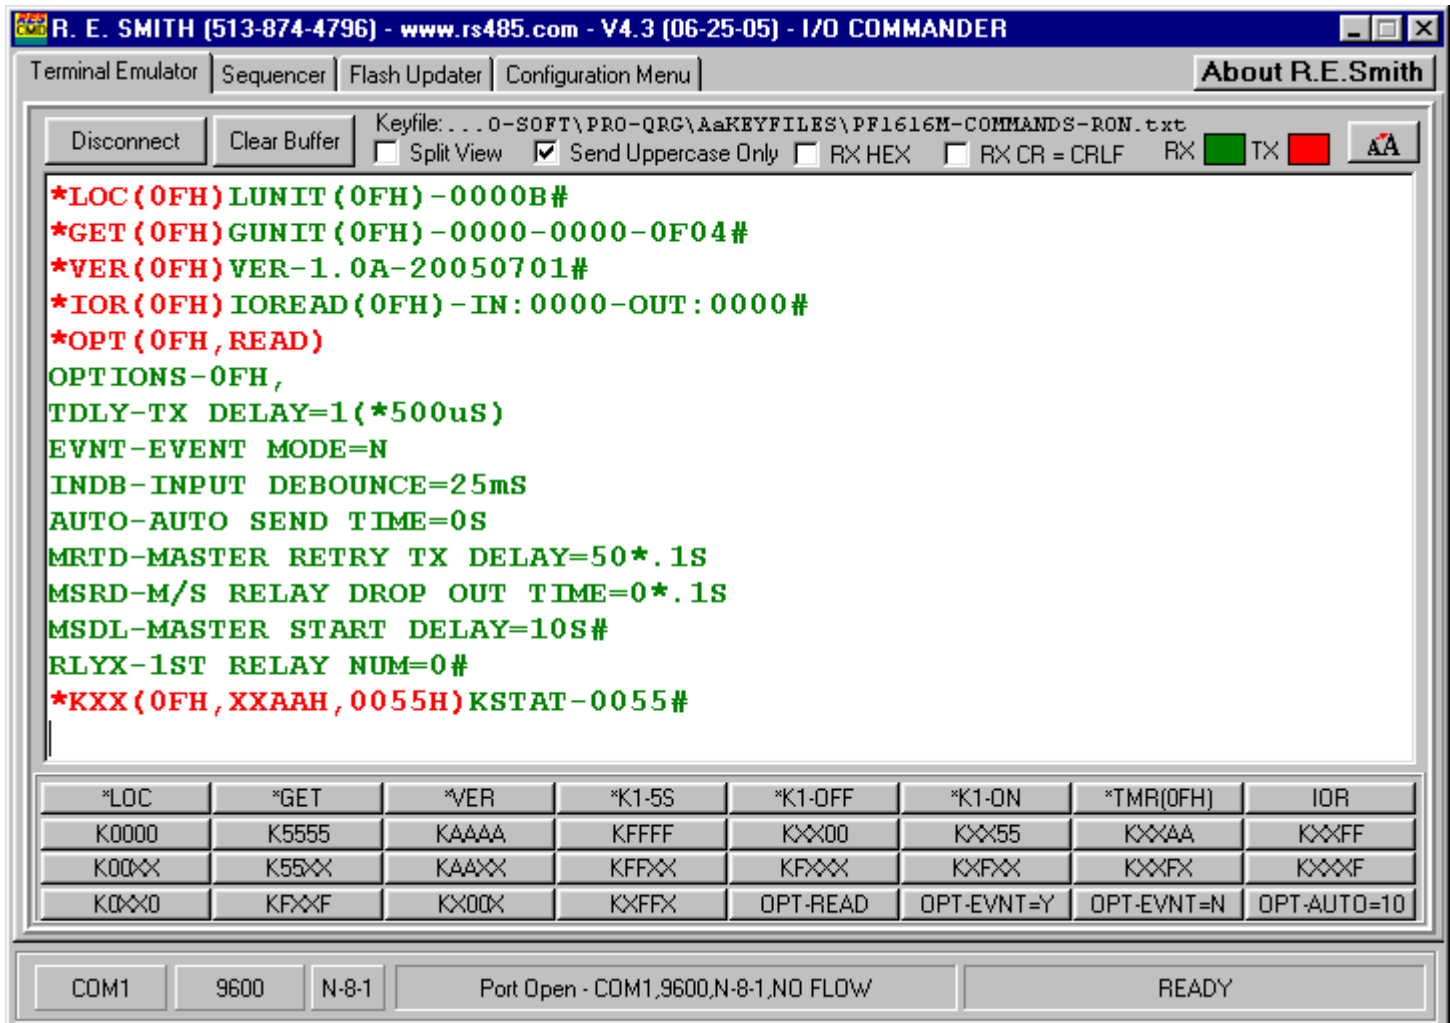 R. E. SMITH (513-874-4796) - www.rs485.com - V4.3 (06-25-05) - I/O COMMANDER
Terminal Emulator Sequencer Flash Updater Configuration Menu About R.E.Smith
Keyfile:...O-SOFT\PRO-QRG\AaKEYFILES\PF1616M-COMMANDS-RON.txt
Disconnect Clear Buffer Split View Send Uppercase Only RX HEX RX CR = CRLF RX TX AA
*LOC(0FH)LUNIT(0FH)-0000B#
*GET(0FH)GUNIT(0FH)-0000-0000-0F04#
*VER(0FH)VER-1.0A-20050701#
*IOR(0FH)IOREAD(0FH)-IN:0000-OUT:0000#
*OPT(0FH,READ)
OPTIONS-0FH,
TDLY-TX DELAY=1(*500uS)
EVNT-EVENT MODE=N
INDB-INPUT DEBOUNCE=25mS
AUTO-AUTO SEND TIME=0S
MRTD-MASTER RETRY TX DELAY=50*.1S
MSRD-M/S RELAY DROP OUT TIME=0*.1S
MSDL-MASTER START DELAY=10S#
RLYX-1ST RELAY NUM=0#
*KXX(0FH,XXAAH,0055H)KSTAT-0055#
*LOC *GET *VER *K1-5S *K1-OFF *K1-ON *TMR(0FH) IOR
K0000 K5555 KAAAA KFFFF KXX00 KXX55 KXXAA KXXFF
K00XX K55XX KAAXX KFFXX KFXXX KXFXX KXXFX KXXXF
K0XX0 KFXXF KX00X KXFFX OPT-READ OPT-EVNT=Y OPT-EVNT=N OPT-AUTO=10
COM1 9600 N-8-1 Port Open - COM1,9600,N-8-1,NO FLOW READY